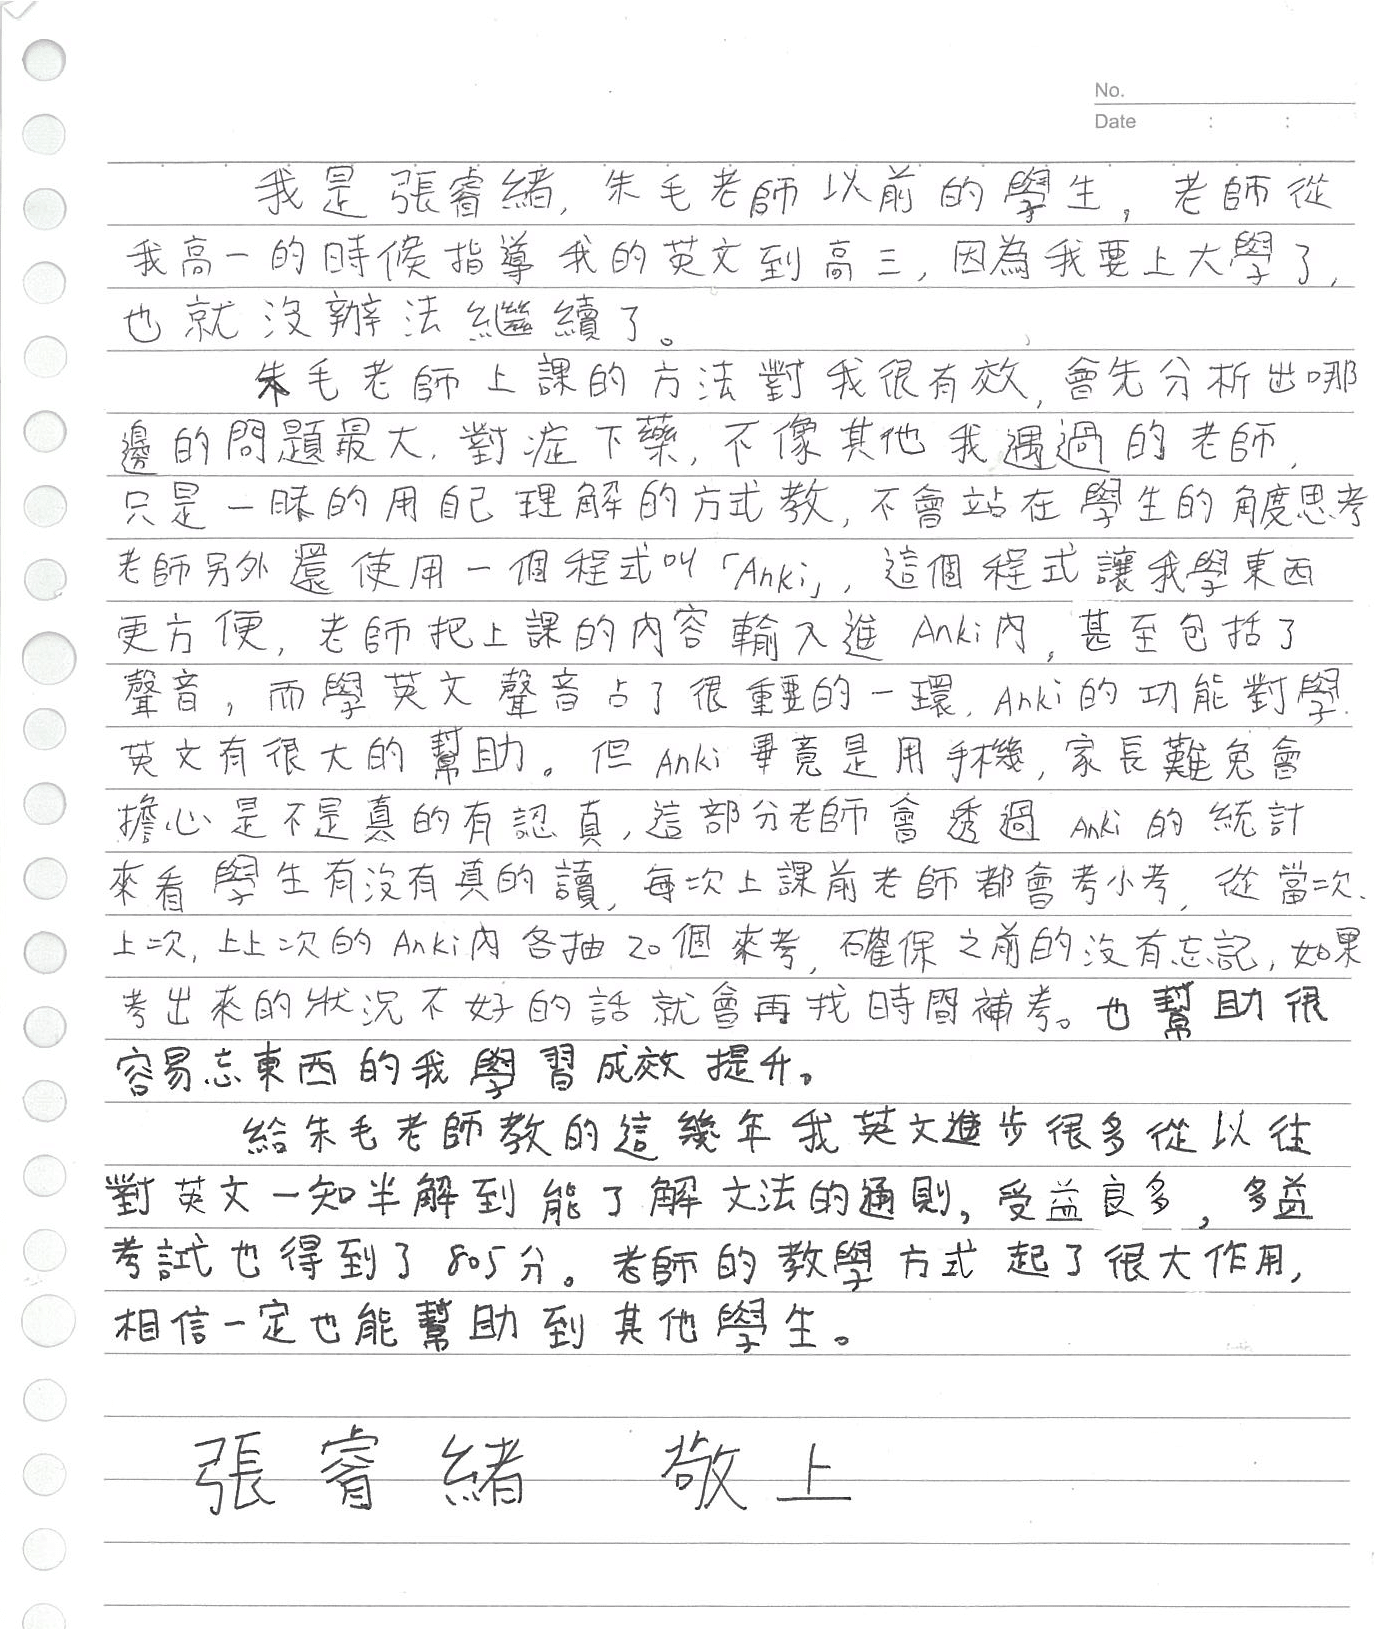 No.
Date : :
我是張睿緒,朱毛老師以前的學生,老師從
我高一的時候指導我的英文到高三,因為我要上大學了,
也就沒辦法繼續了。
朱毛老師上課的方法對我很有效,會先分析出哪
邊的問題最大.對症下藥,不像其他我遇過的老師,
只是一昧的用自己理解的方式教,不會站在學生的角度思考
老師另外還使用一個程式叫「Anki」,這個程式讓我學東西
更方便,老師把上課的內容輸入進Anki內,甚至包括了
聲音,而學英文聲音占了很重要的一環.Anki的功能對學
英文有很大的幫助。但Anki畢竟是用手機,家長難免會
擔心是不是真的有認真,這部分老師會透過Anki的統計
來看學生有沒有真的讀,每次上課前老師都會考小考,從當次、
上次,上上次的Anki內各抽20個來考,確保之前的沒有忘記,如果
考出來的狀況不好的話就會再找時間補考。也幫助很
容易忘東西的我學習成效提升。
給朱毛老師教的這幾年我英文進步很多從以往
對英文一知半解到能了解文法的通則,受益良多,多益
考試也得到了805分。老師的教學方式起了很大作用,
相信一定也能幫助到其他學生。
張睿緒 敬上